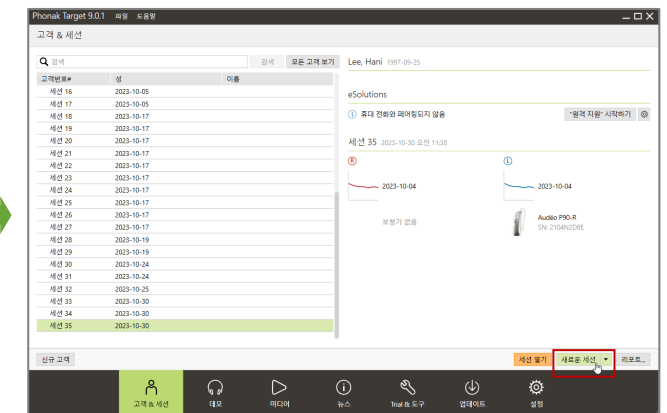 Phonak Target 9.0.1 파일 도움말
고객 & 세션
검색 검색 모든 고객 보기
고객번호# 성 이름
세션 16 2023-10-05
세션 17 2023-10-05
세션 18 2023-10-17
세션 19 2023-10-17
세션 20 2023-10-17
세션 21 2023-10-17
세션 22 2023-10-17
세션 23 2023-10-17
세션 24 2023-10-17
세션 25 2023-10-17
세션 26 2023-10-17
세션 27 2023-10-17
세션 28 2023-10-19
세션 29 2023-10-19
세션 30 2023-10-24
세션 31 2023-10-24
세션 32 2023-10-25
세션 33 2023-10-30
세션 34 2023-10-30
세션 35 2023-10-30
Lee, Hani 1997-09-25
eSolutions
휴대 전화와 페어링되지 않음 "원격 지원" 시작하기
세션 35 2023-10-30 오전 11:38
R L
2023-10-04 2023-10-04
보청기 없음
Audéo P90-R
SN: 2104N2D8E
신규 고객 세션 열기 새로운 세션 리포트...
고객 & 세션 데모 미디어 뉴스 Trial & 도구 업데이트 설정